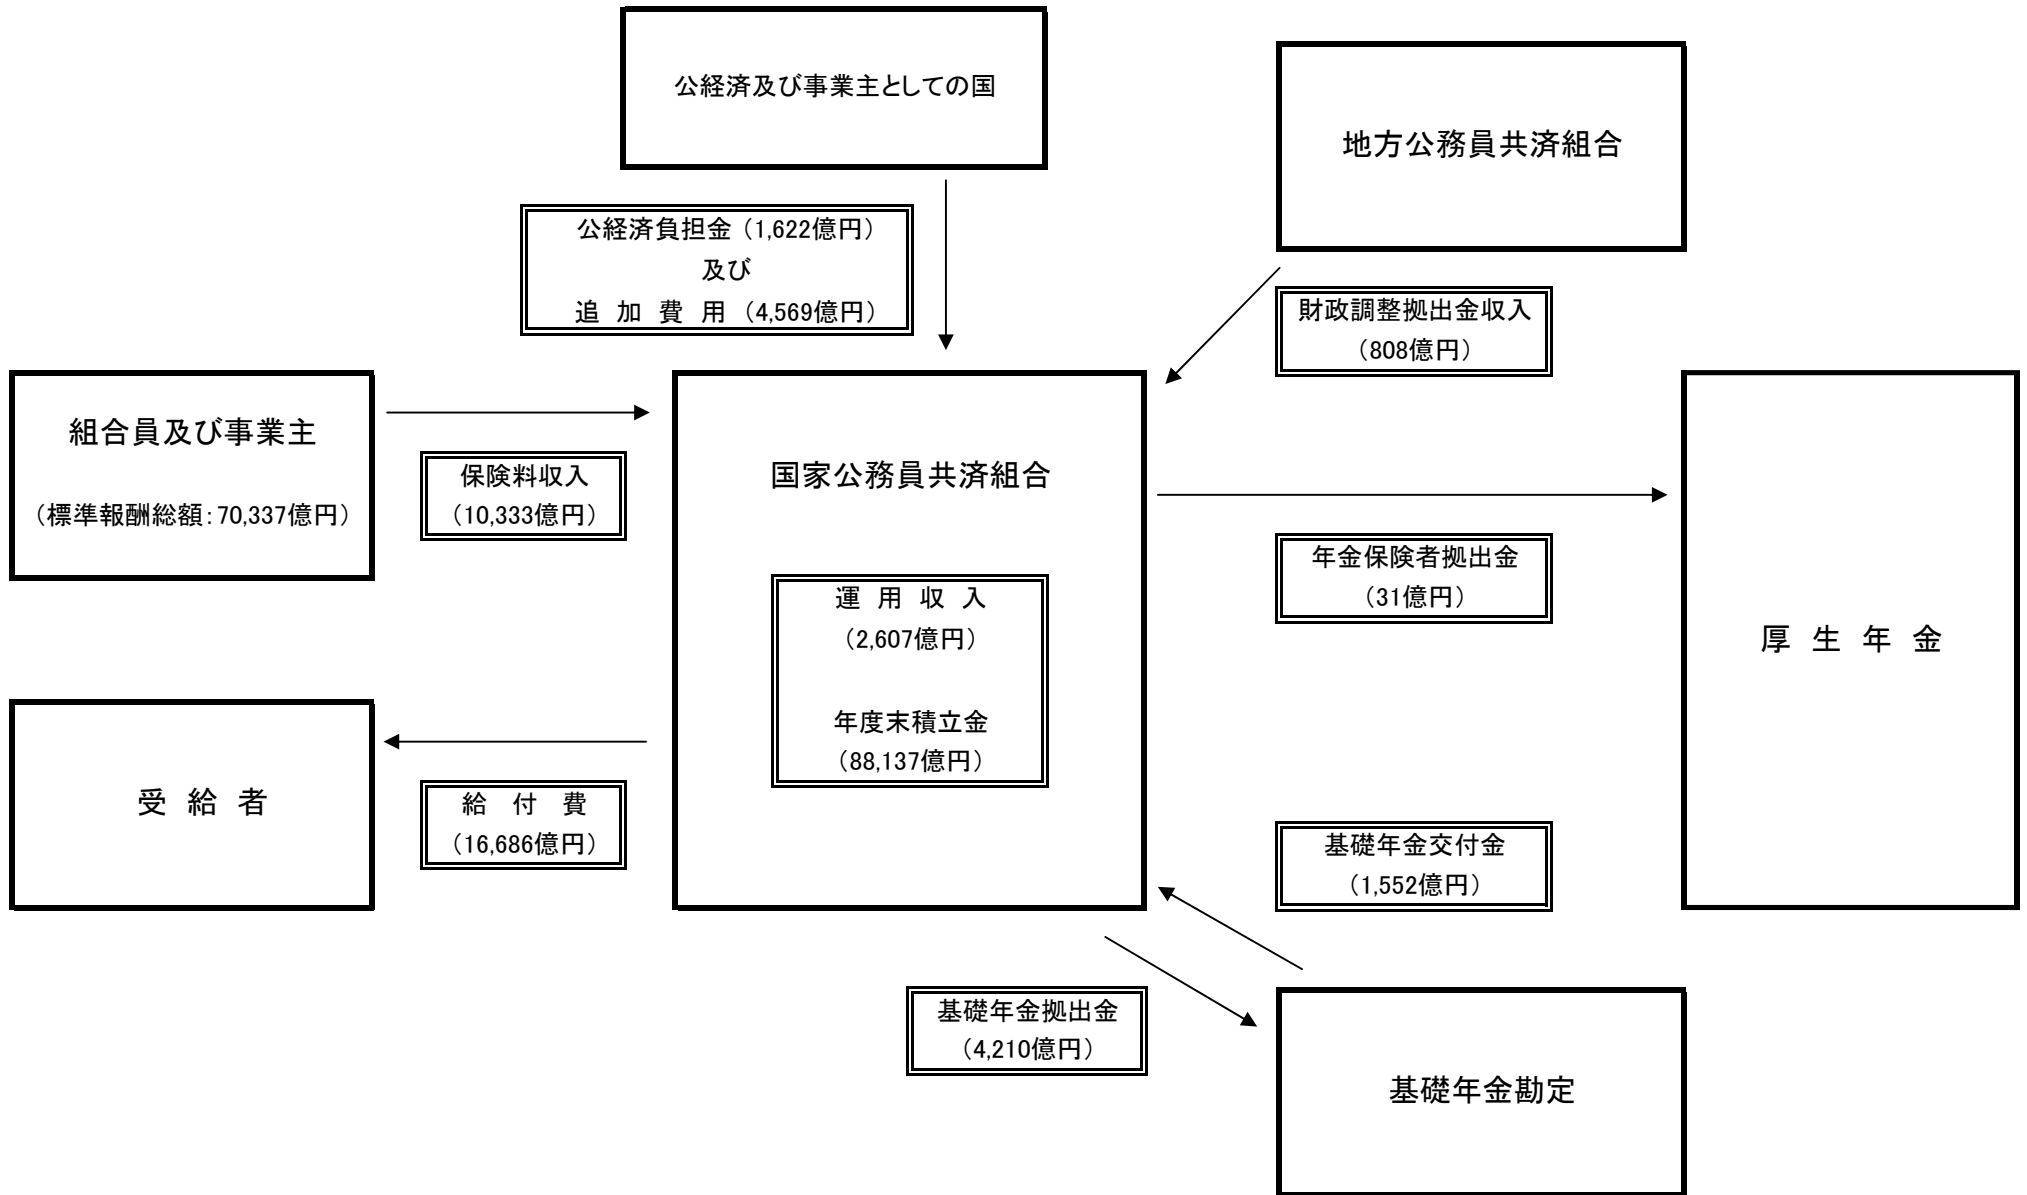 公経済及び事業主としての国
地方公務員共済組合
公経済負担金（1,622億円）
及び
追　加　費　用　（4,569億円）
財政調整拠出金収入
（808億円）
組合員及び事業主
（標準報酬総額：70,337億円）
保険料収入
（10,333億円）
国家公務員共済組合
運　用　収　入
（2,607億円）
年度末積立金
（88,137億円）
年金保険者拠出金
（31億円）
厚　生　年　金
受　給　者
給　付　費
（16,686億円）
基礎年金交付金
（1,552億円）
基礎年金拠出金
（4,210億円）
基礎年金勘定